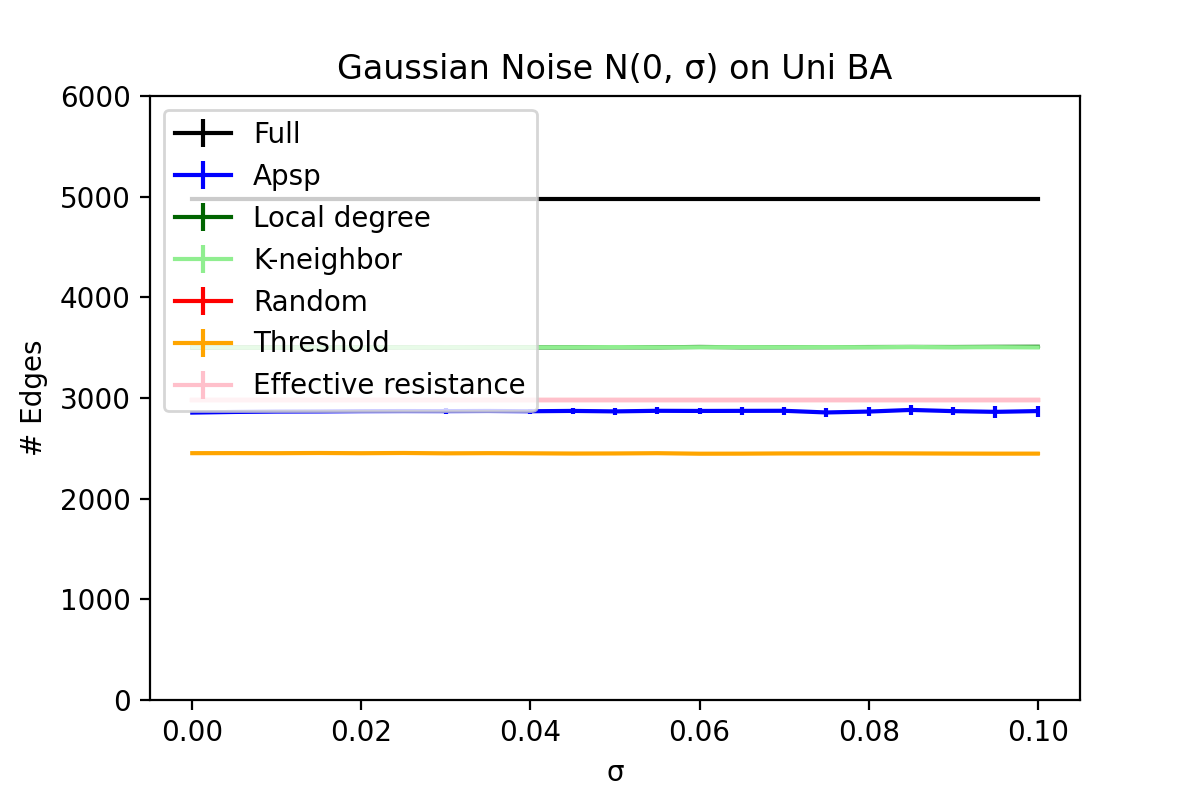 Gaussian Noise N(0, σ) on Uni BA
6000
5000
4000
3000
2000
1000
0
# Edges
Full
Apsp
Local degree
K-neighbor
Random
Threshold
Effective resistance
0.00 0.02 0.04 0.06 0.08 0.10
σ